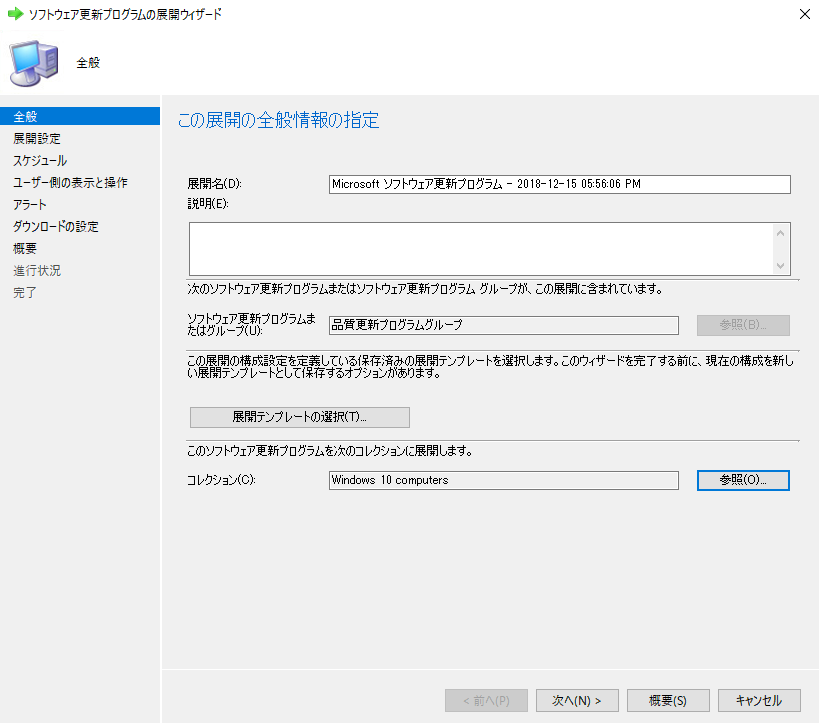 ソフトウェア更新プログラムの展開ウィザード
全般
全般
展開設定
スケジュール
ユーザー側の表示と操作
アラート
ダウンロードの設定
概要
進行状況
完了
この展開の全般情報の指定
展開名(D):
Microsoft ソフトウェア更新プログラム - 2018-12-15 05:56:06 PM
説明(E):
次のソフトウェア更新プログラムまたはソフトウェア更新プログラム グループが、この展開に含まれています。
ソフトウェア更新プログラムま
たはグループ(U):
品質更新プログラムグループ
参照(B)...
この展開の構成設定を定義している保存済みの展開テンプレートを選択します。このウィザードを完了する前に、現在の構成を新し
い展開テンプレートとして保存するオプションがあります。
展開テンプレートの選択(T)...
このソフトウェア更新プログラムを次のコレクションに展開します。
コレクション(C):
Windows 10 computers
参照(O)...
< 前へ(P)
次へ(N) >
概要(S)
キャンセル